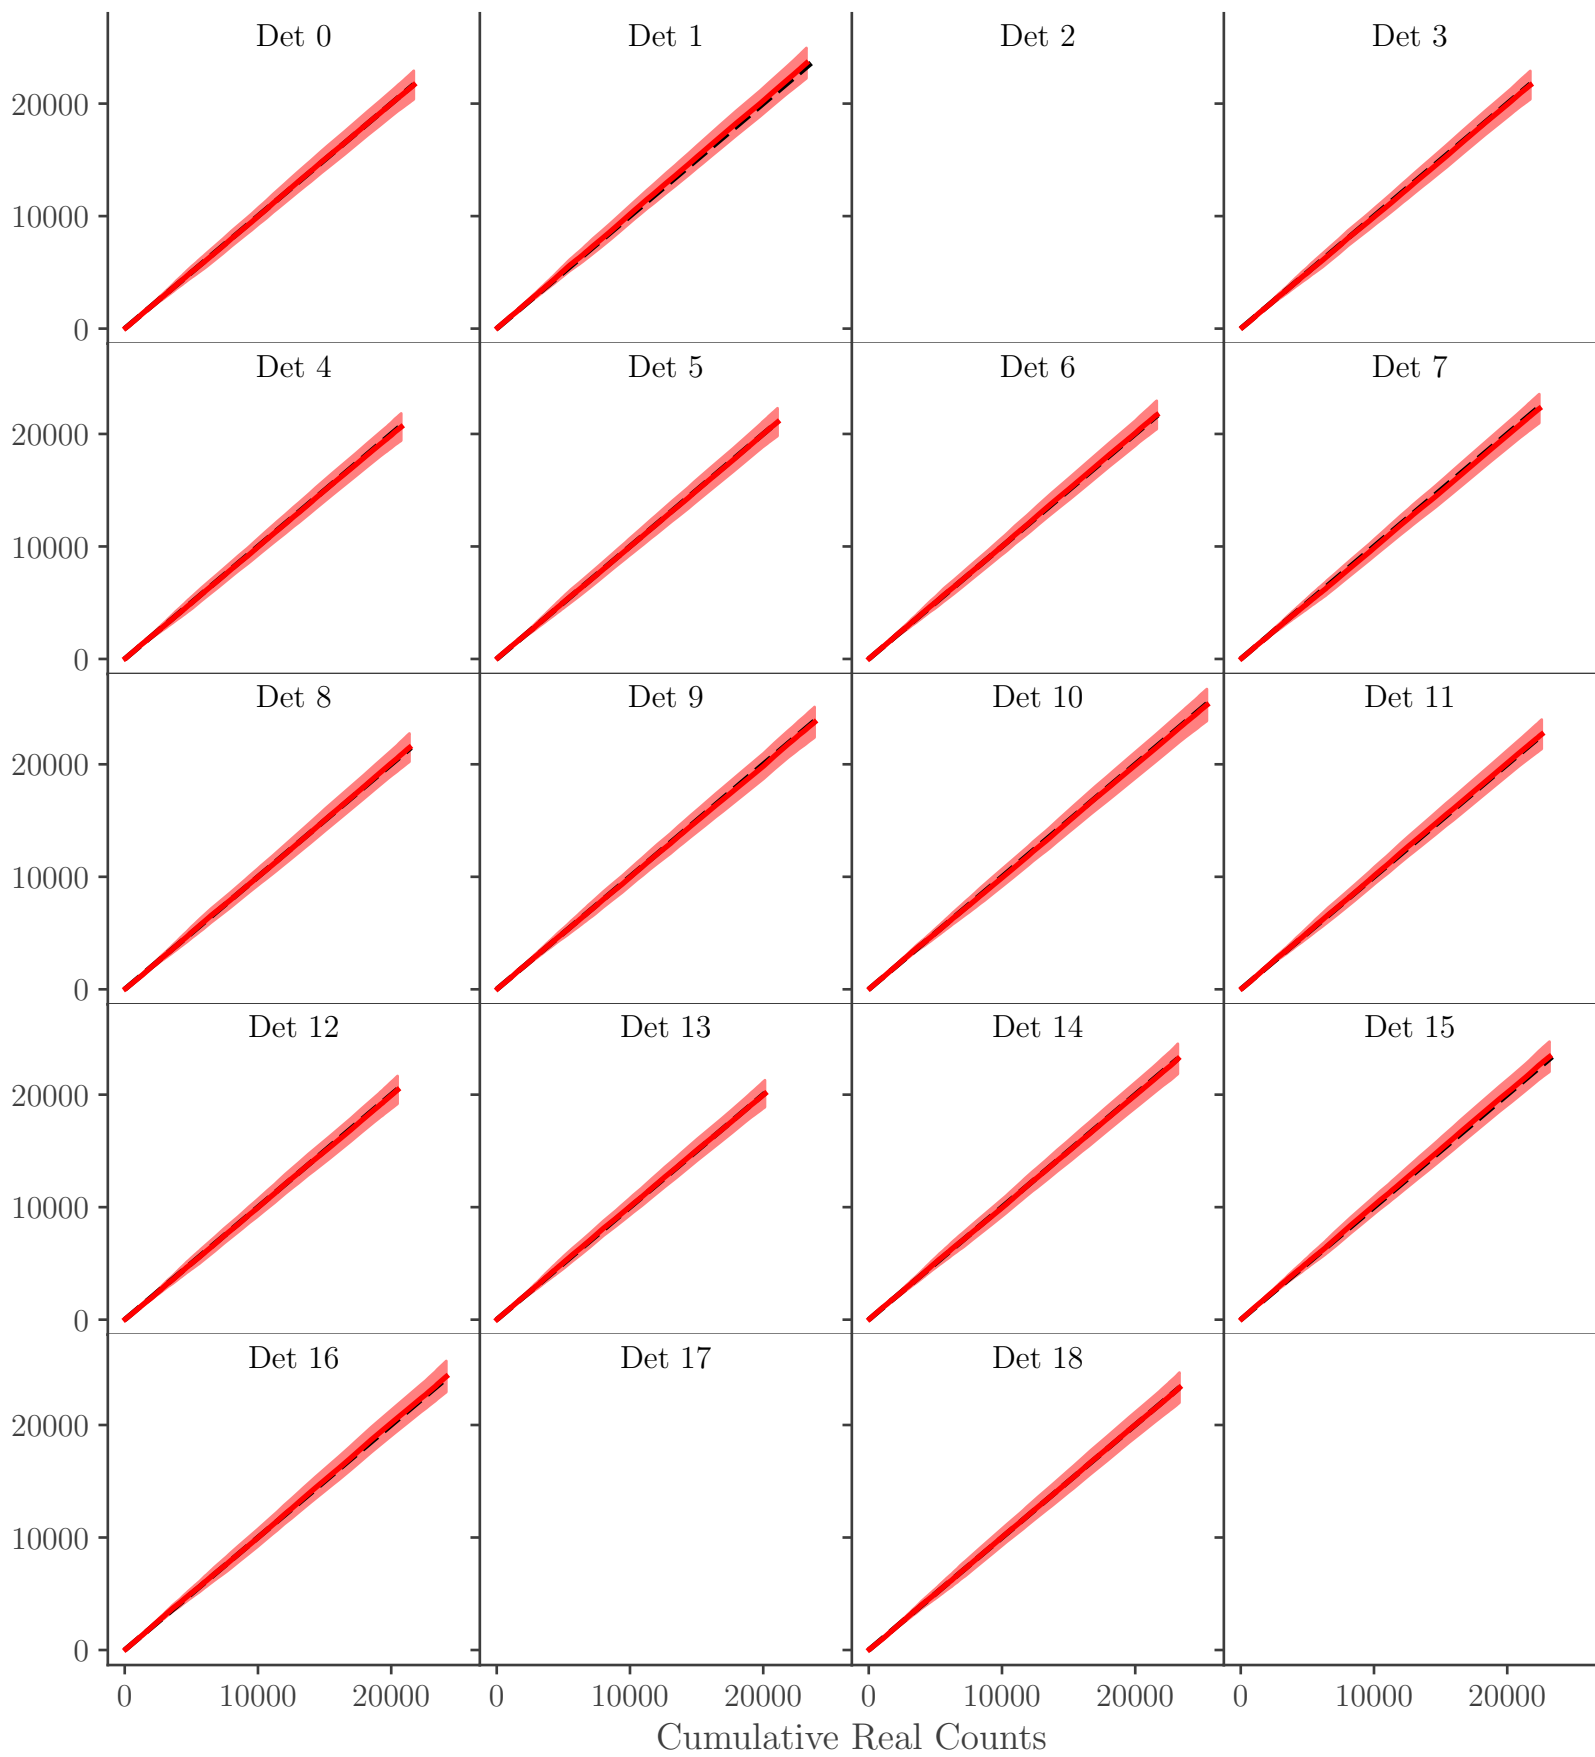 Det 0 Det 1 Det 2 Det 3
20000
10000
0
Det 4 Det 5 Det 6 Det 7
20000
10000
0
Det 8 Det 9 Det 10 Det 11
20000
10000
0
Det 12 Det 13 Det 14 Det 15
20000
10000
0
Det 16 Det 17 Det 18
20000
10000
0
0 10000 20000 0 10000 20000 0 10000 20000 0 10000 20000
Cumulative Real Counts